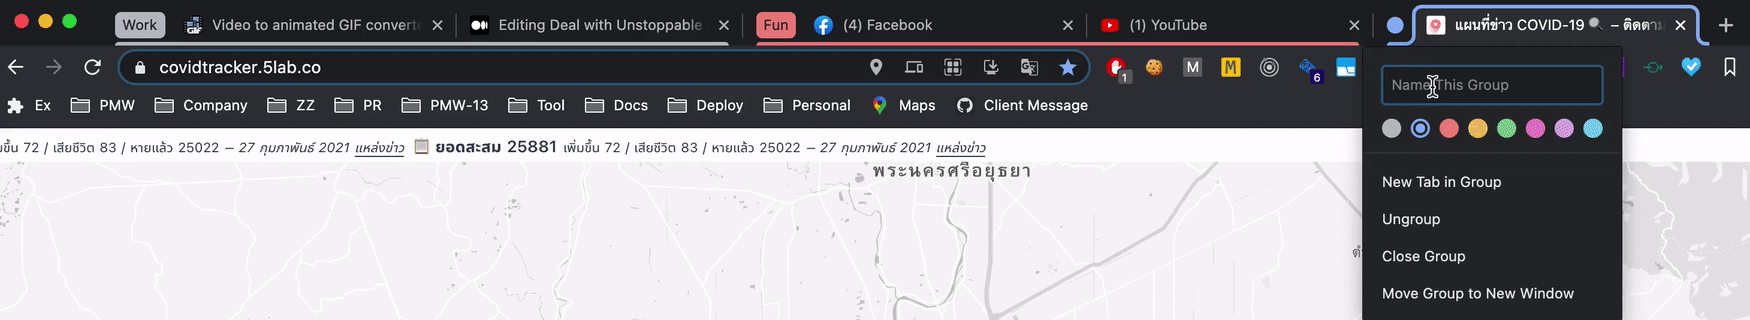 Work Video to animated GIF convert Editing Deal with Unstoppable Fun (4) Facebook (1) YouTube แผนที่ข่าว COVID-19 🔍 – ติดตาม
covidtracker.5lab.co 1 M M 6
Ex PMW Company ZZ PR PMW-13 Tool Docs Deploy Personal Maps Client Message
Name This Group
New Tab in Group
Ungroup
Close Group
Move Group to New Window
ขึ้น 72 / เสียชีวิต 83 / หายแล้ว 25022 – 27 กุมภาพันธ์ 2021 แหล่งข่าว 📋 ยอดสะสม 25881 เพิ่มขึ้น 72 / เสียชีวิต 83 / หายแล้ว 25022 – 27 กุมภาพันธ์ 2021 แหล่งข่าว
พระนครศรีอยุธยา